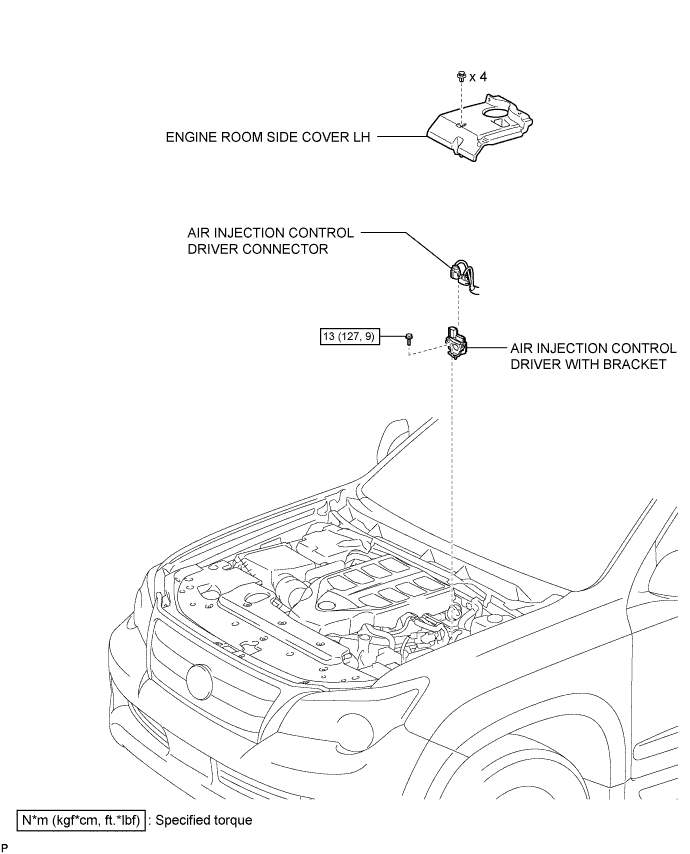 x 4
ENGINE ROOM SIDE COVER LH
AIR INJECTION CONTROL
DRIVER CONNECTOR
13 (127, 9)
AIR INJECTION CONTROL
DRIVER WITH BRACKET
N*m (kgf*cm, ft.*lbf) : Specified torque
P